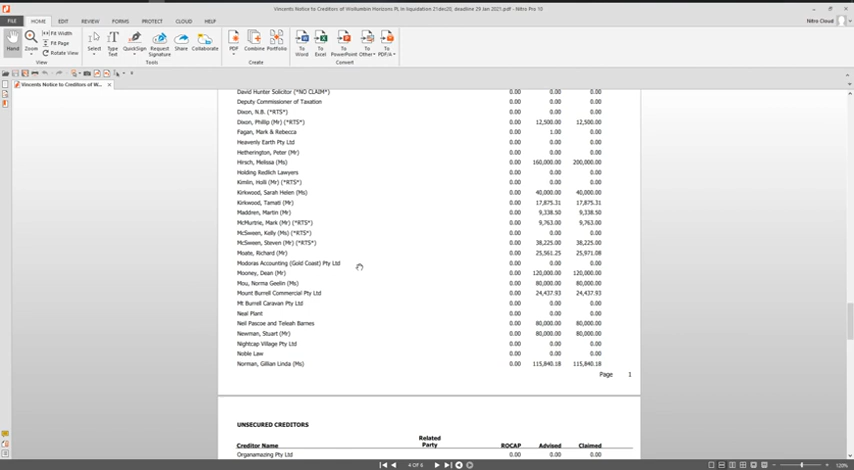 Vincents Notice to Creditors of Wollumbin Horizons PL in liquidation 21dec20, deadline 29 Jan 2021.pdf - Nitro Pro 10
FILE HOME EDIT REVIEW FORMS PROTECT CLOUD HELP Nitro Cloud
Hand Zoom Fit Width Fit Page Rotate View
Select Type Text QuickSign Request Signature Share Collaborate
PDF Combine Portfolio
To Word To Excel To PowerPoint To Other To PDF/A
View Tools Create Convert
Vincents Notice to Creditors of W...
David Hunter Solicitor (*NO CLAIM*) 0.00 0.00 0.00
Deputy Commissioner of Taxation 0.00 0.00 0.00
Dixon, N.B. (*RTS*) 0.00 0.00 0.00
Dixon, Phillip (Mr) (*RTS*) 0.00 12,500.00 12,500.00
Fagan, Mark & Rebecca 0.00 1.00 0.00
Heavenly Earth Pty Ltd 0.00 0.00 0.00
Hetherington, Peter (Mr) 0.00 0.00 0.00
Hirsch, Melissa (Ms) 0.00 160,000.00 200,000.00
Holding Redlich Lawyers 0.00 0.00 0.00
Kimlin, Holli (Mr) (*RTS*) 0.00 0.00 0.00
Kirkwood, Sarah Helen (Ms) 0.00 40,000.00 40,000.00
Kirkwood, Tamati (Mr) 0.00 17,875.31 17,875.31
Maddren, Martin (Mr) 0.00 9,338.50 9,338.50
McMurtrie, Mark (Mr) (*RTS*) 0.00 9,763.00 9,763.00
McSween, Kelly (Ms) (*RTS*) 0.00 0.00 0.00
McSween, Steven (Mr) (*RTS*) 0.00 38,225.00 38,225.00
Moate, Richard (Mr) 0.00 25,561.25 25,971.08
Modoras Accounting (Gold Coast) Pty Ltd 0.00 0.00 0.00
Mooney, Dean (Mr) 0.00 120,000.00 120,000.00
Mou, Norma Geelin (Ms) 0.00 80,000.00 80,000.00
Mount Burrell Commercial Pty Ltd 0.00 24,437.93 24,437.93
Mt Burrell Caravan Pty Ltd 0.00 0.00 0.00
Neal Plant 0.00 0.00 0.00
Neil Pascoe and Teleah Barnes 0.00 80,000.00 80,000.00
Newman, Stuart (Mr) 0.00 80,000.00 80,000.00
Nightcap Village Pty Ltd 0.00 0.00 0.00
Noble Law 0.00 0.00 0.00
Norman, Gillian Linda (Ms) 0.00 115,840.18 115,840.18
Page 1
UNSECURED CREDITORS
Creditor Name Related Party ROCAP Advised Claimed
Organamazing Pty Ltd 0.00 0.00 0.00
4 OF 6 120%